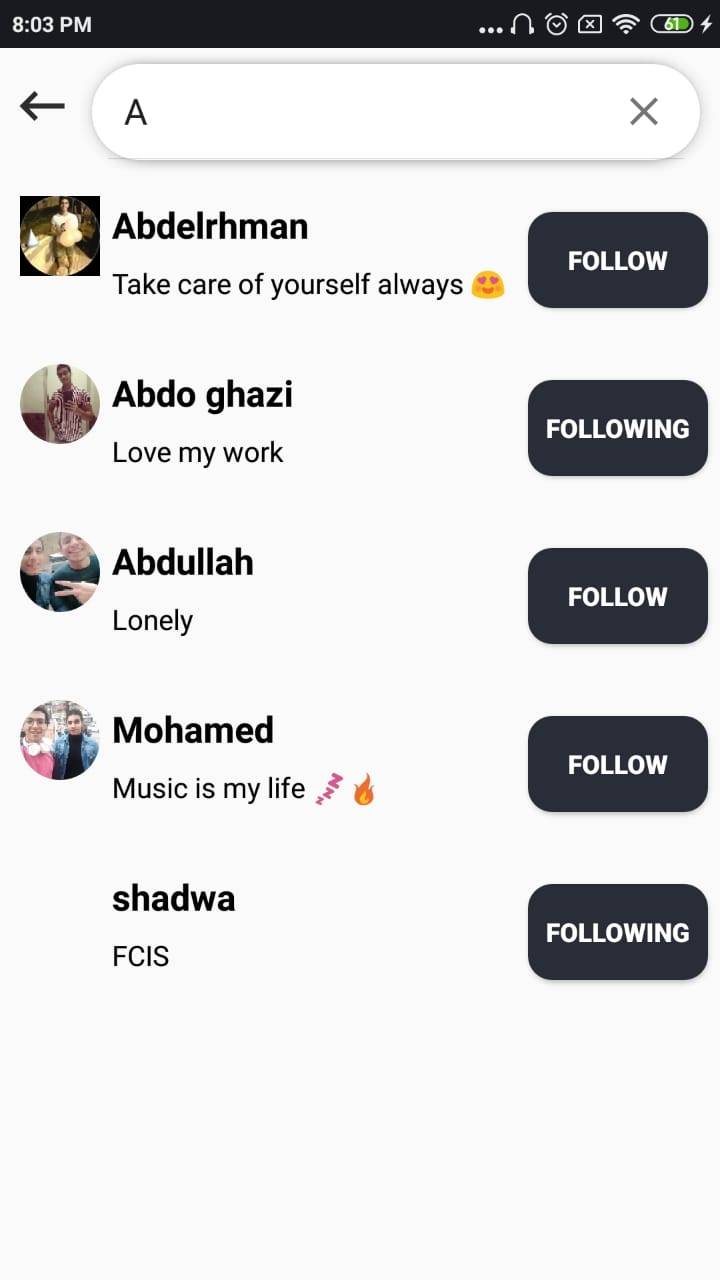 8:03 PM 61
A
Abdelrhman
Take care of yourself always 😍
FOLLOW
Abdo ghazi
Love my work
FOLLOWING
Abdullah
Lonely
FOLLOW
Mohamed
Music is my life 💤🔥
FOLLOW
shadwa
FCIS
FOLLOWING